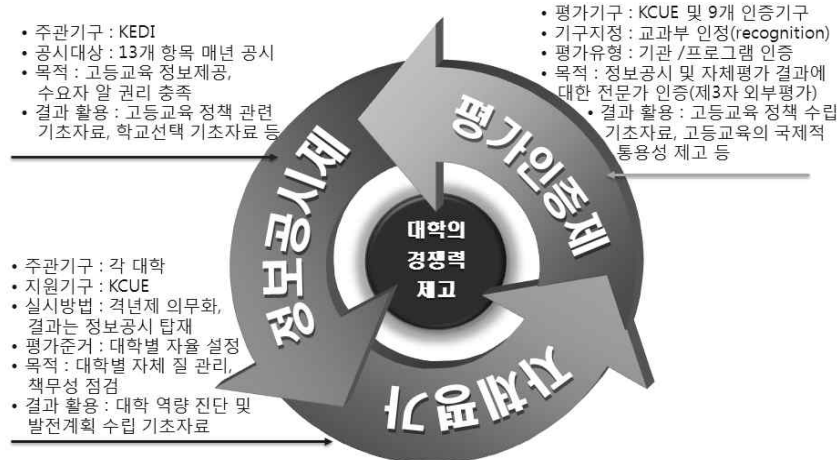 • 주관기구 : KEDI
• 공시대상 : 13개 항목 매년 공시
• 목적 : 고등교육 정보제공,
수요자 알 권리 충족
• 결과 활용 : 고등교육 정책 관련
기초자료, 학교선택 기초자료 등
• 평가기구 : KCUE 및 9개 인증기구
• 기구지정 : 교과부 인정(recognition)
• 평가유형 : 기관 /프로그램 인증
• 목적 : 정보공시 및 자체평가 결과에
대한 전문가 인증(제3자 외부평가)
• 결과 활용 : 고등교육 정책 수립
기초자료, 고등교육의 국제적
통용성 제고 등
정보공시제
평가인증제
대학의
경쟁력
제고
자체평가
• 주관기구 : 각 대학
• 지원기구 : KCUE
• 실시방법 : 격년제 의무화,
결과는 정보공시 탑재
• 평가준거 : 대학별 자율 설정
• 목적 : 대학별 자체 질 관리,
책무성 점검
• 결과 활용 : 대학 역량 진단 및
발전계획 수립 기초자료